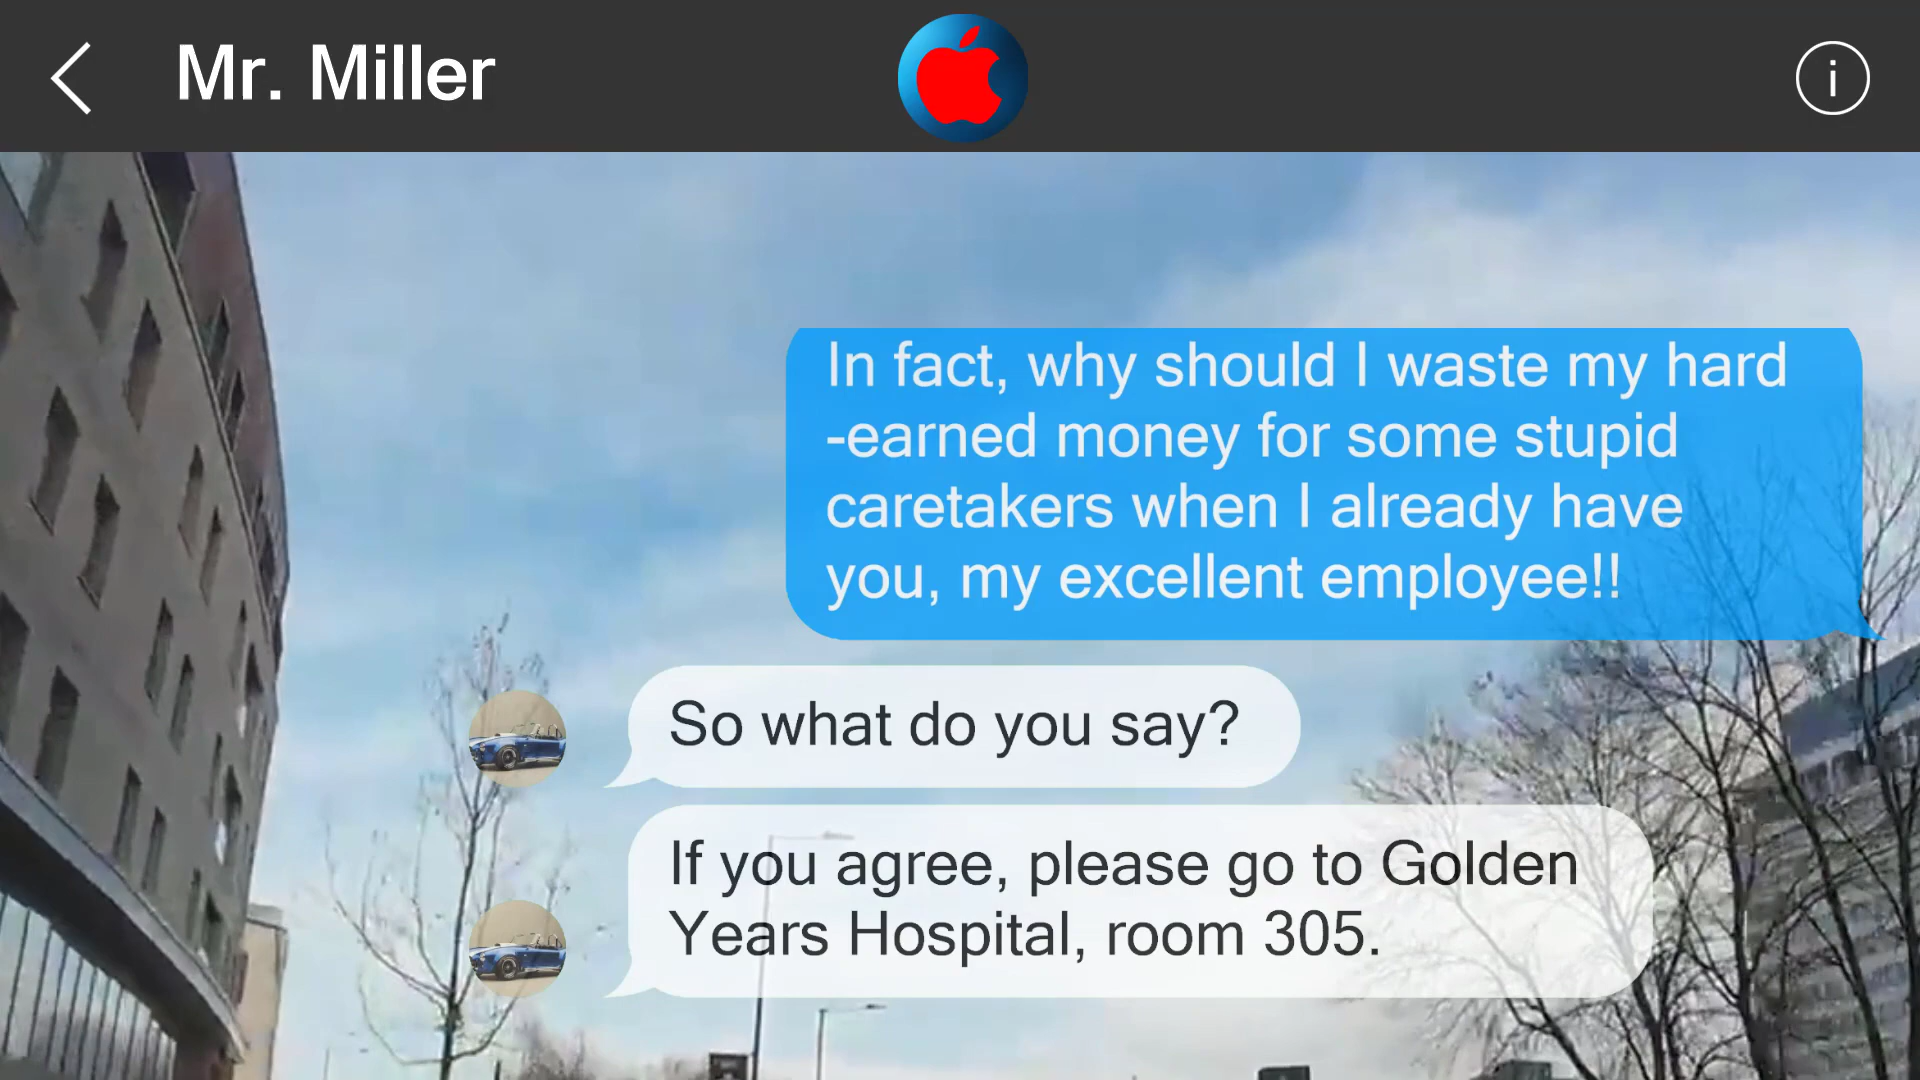 Mr. Miller
i
In fact, why should I waste my hard
-earned money for some stupid
caretakers when I already have
you, my excellent employee!!
So what do you say?
If you agree, please go to Golden
Years Hospital, room 305.